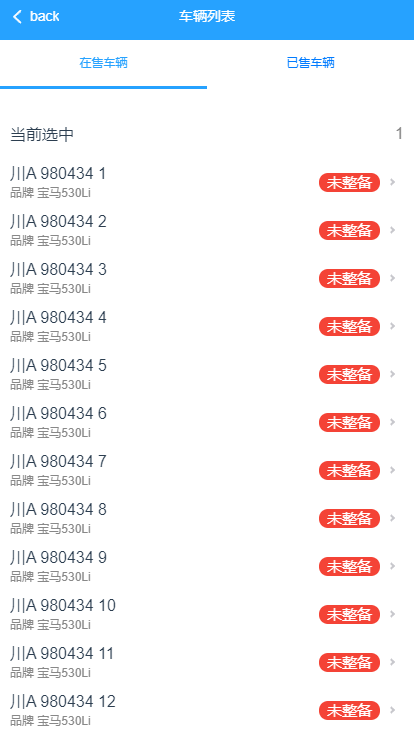 back 车辆列表
在售车辆 已售车辆
当前选中 1
川A 980434 1 未整备
品牌 宝马530Li
川A 980434 2 未整备
品牌 宝马530Li
川A 980434 3 未整备
品牌 宝马530Li
川A 980434 4 未整备
品牌 宝马530Li
川A 980434 5 未整备
品牌 宝马530Li
川A 980434 6 未整备
品牌 宝马530Li
川A 980434 7 未整备
品牌 宝马530Li
川A 980434 8 未整备
品牌 宝马530Li
川A 980434 9 未整备
品牌 宝马530Li
川A 980434 10 未整备
品牌 宝马530Li
川A 980434 11 未整备
品牌 宝马530Li
川A 980434 12 未整备
品牌 宝马530Li